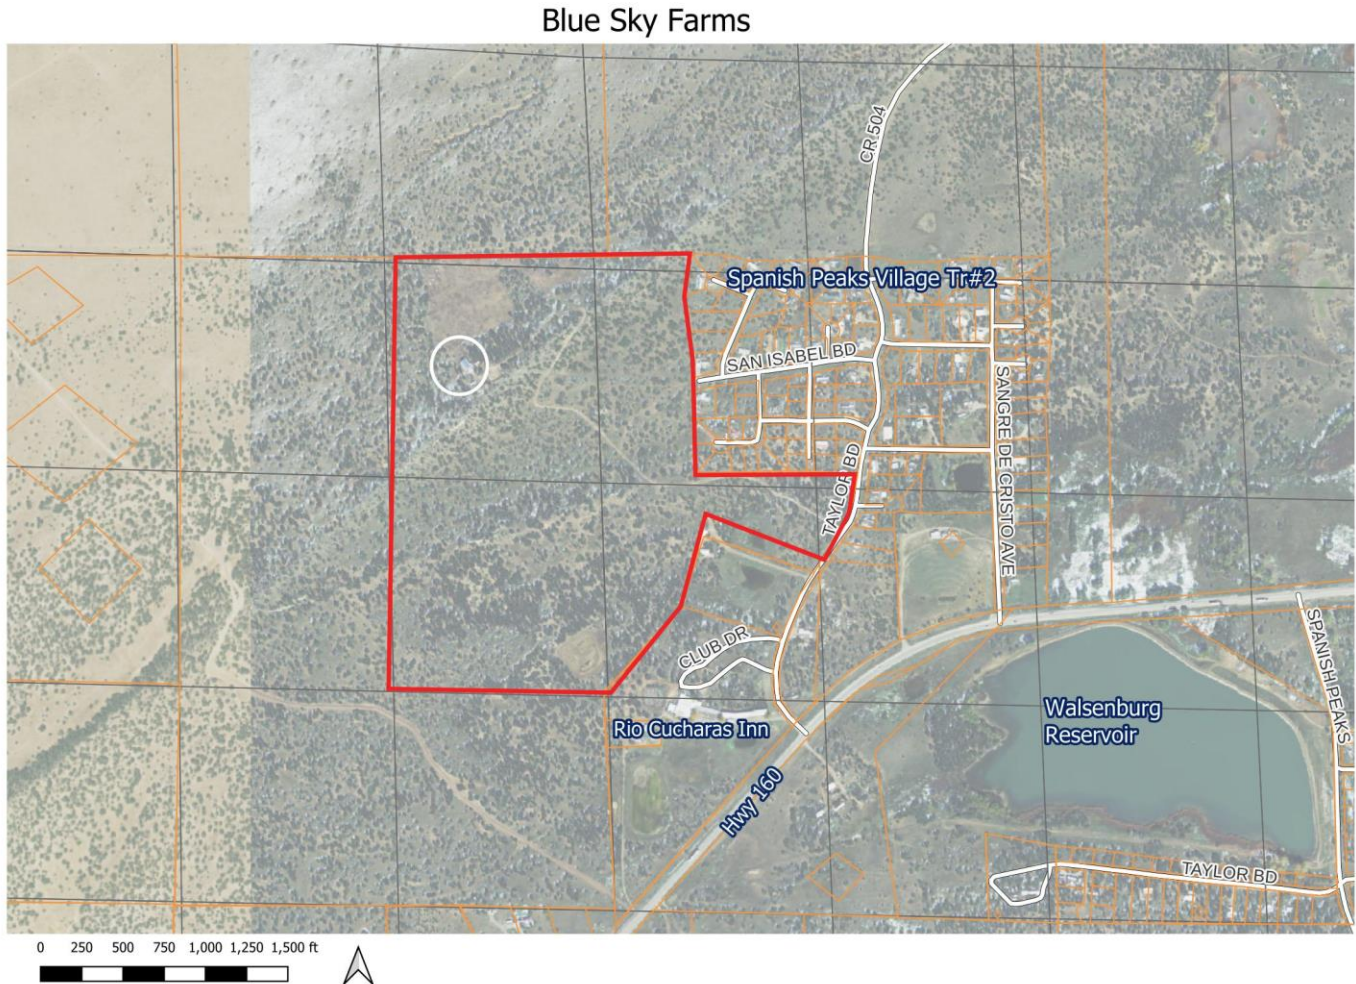 Blue Sky Farms
CR 504
Spanish Peaks Village Tr#2
SAN ISABEL BD
SANGRE DE CRISTO AVE
TAYLOR BD
CLUB DR
SPANISH PEAKS
Rio Cucharas Inn
Walsenburg
Reservoir
Hwy 160
TAYLOR BD
0 250 500 750 1,000 1,250 1,500 ft